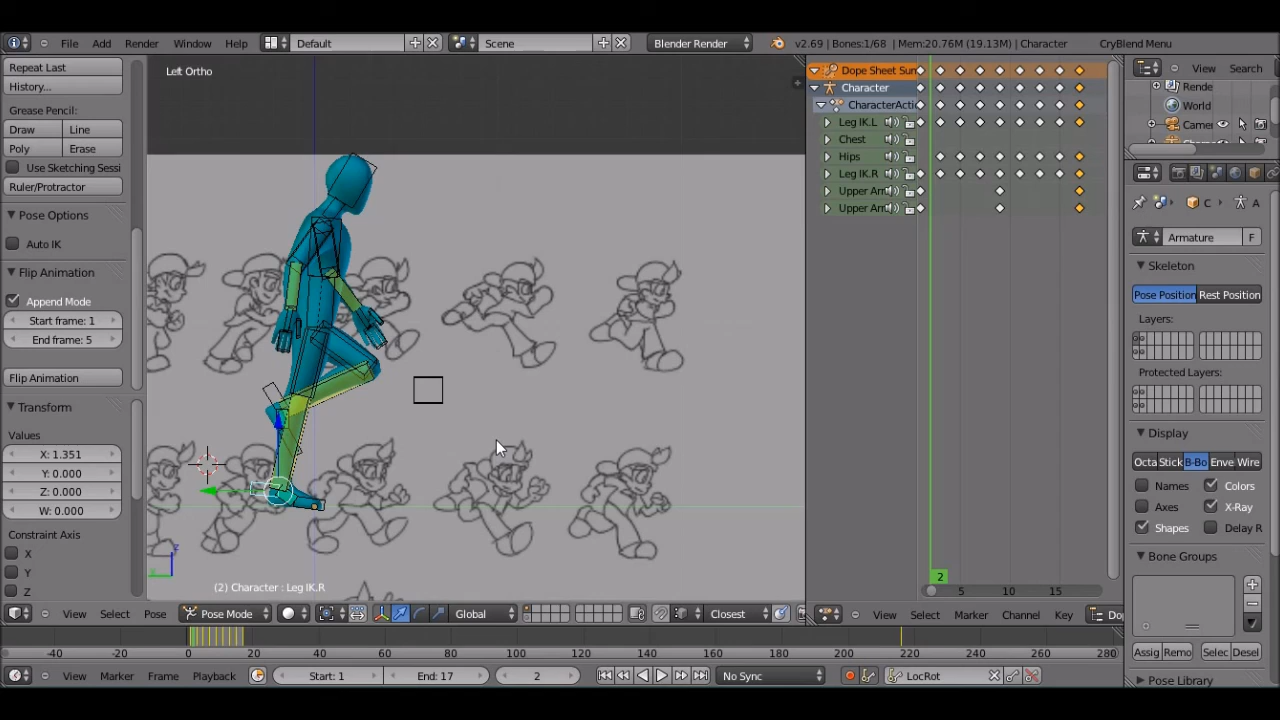 File Add Render Window Help Default Scene Blender Render v2.69 | Bones:1/68 | Mem:20.76M (19.13M) | Character CryBlend Menu
Repeat Last
History...
Grease Pencil:
Draw Line
Poly Erase
Use Sketching Sessi
Ruler/Protractor
Pose Options
Auto IK
Flip Animation
Append Mode
Start frame: 1
End frame: 5
Flip Animation
Transform
Values
X: 1.351
Y: 0.000
Z: 0.000
W: 0.000
Constraint Axis
X
Y
Z
Left Ortho
(2) Character : Leg IK.R
View Select Pose Pose Mode Global Closest
Dope Sheet Sum
Character
CharacterActi
Leg IK.L
Chest
Hips
Leg IK.R
Upper Arm
Upper Arm
2
5 10 15
View Select Marker Channel Key Dop
View Search
Rende
World
Camer
C A
Armature F
Skeleton
Pose Position Rest Position
Layers:
Protected Layers:
Display
Octa Stick B-Bo Enve Wire
Names Colors
Axes X-Ray
Shapes Delay R
Bone Groups
Assig Remo Selec Desel
Pose Library
-40 -20 0 20 40 60 80 100 120 140 160 180 200 220 240 260 280
View Marker Frame Playback Start: 1 End: 17 2 No Sync LocRot